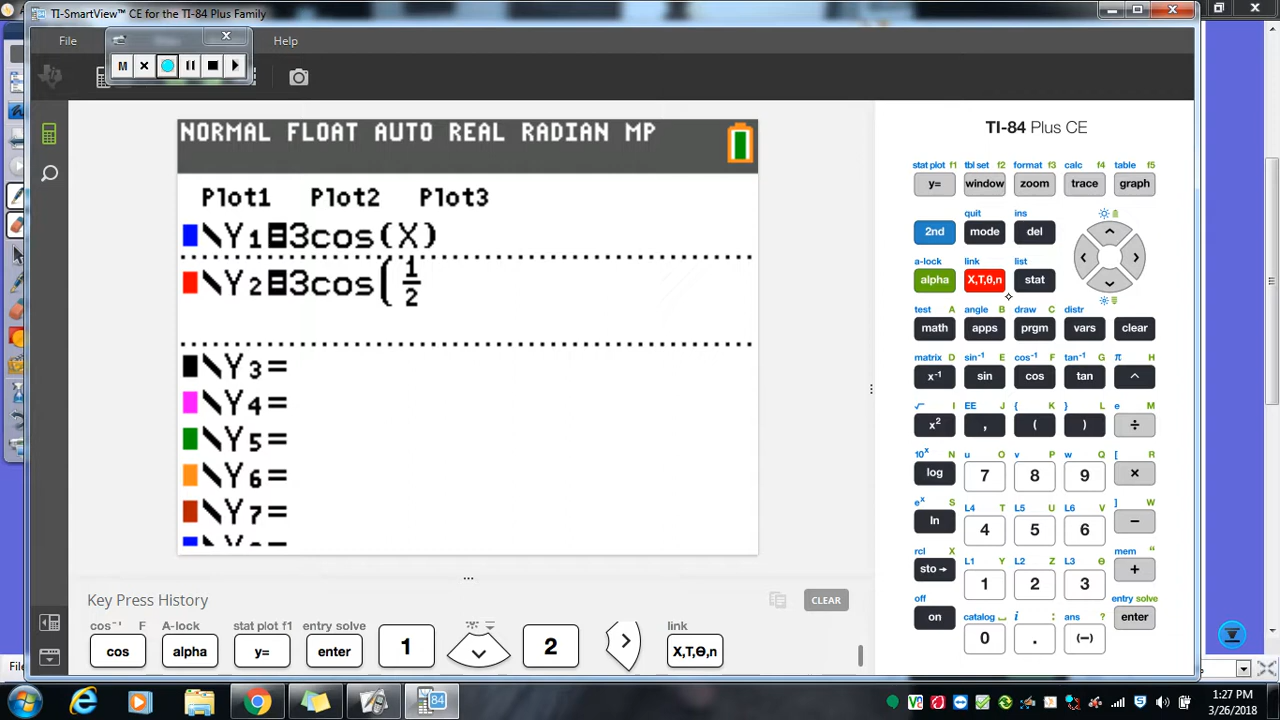 TI-SmartView™ CE for the TI-84 Plus Family
File Help
M
NORMAL FLOAT AUTO REAL RADIAN MP
Plot1 Plot2 Plot3
\Y1=3cos(X)
\Y2=3cos(1/2
\Y3=
\Y4=
\Y5=
\Y6=
\Y7=
TI-84 Plus CE
stat plot f1 tbl set f2 format f3 calc f4 table f5
y= window zoom trace graph
quit ins
2nd mode del
a-lock link list
alpha X,T,θ,n stat
test A angle B draw C distr
math apps prgm vars clear
matrix D sin⁻¹ E cos⁻¹ F tan⁻¹ G π H
x⁻¹ sin cos tan ^
√ I EE J { K } L e M
x² , ( ) ÷
10ˣ N u O v P w Q [ R
log 7 8 9 ×
eˣ S L4 T L5 U L6 V ] W
ln 4 5 6 −
rcl X L1 Y L2 Z L3 θ mem "
sto→ 1 2 3 +
off catalog i : ans ? entry solve
on 0 . (−) enter
Key Press History
CLEAR
cos⁻¹ F A-lock stat plot f1 entry solve link
cos alpha y= enter 1 2 X,T,θ,n
File
84
1:27 PM
3/26/2018